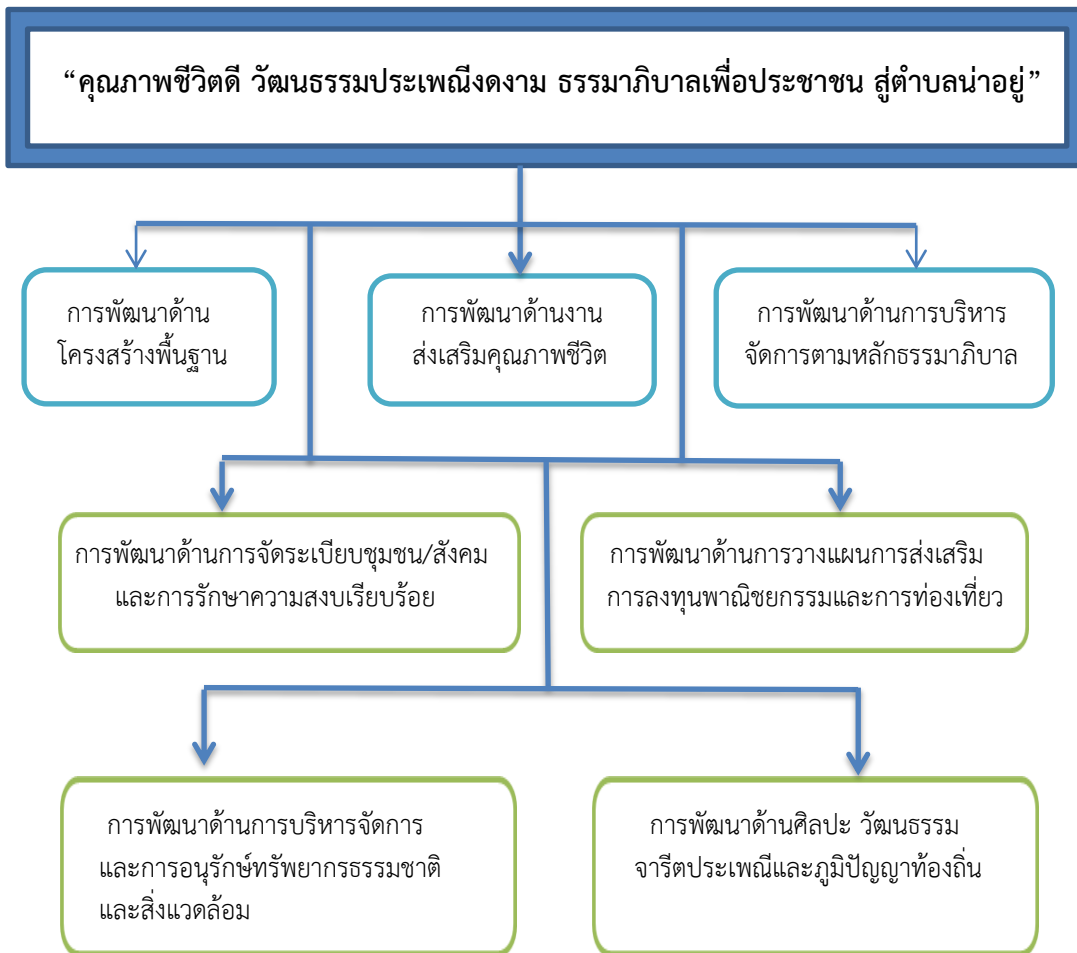 “คุณภาพชีวิตดี วัฒนธรรมประเพณีงดงาม ธรรมาภิบาลเพื่อประชาชน สู่ตำบลน่าอยู่”
การพัฒนาด้าน
โครงสร้างพื้นฐาน
การพัฒนาด้านงาน
ส่งเสริมคุณภาพชีวิต
การพัฒนาด้านการบริหาร
จัดการตามหลักธรรมาภิบาล
การพัฒนาด้านการจัดระเบียบชุมชน/สังคม
และการรักษาความสงบเรียบร้อย
การพัฒนาด้านการวางแผนการส่งเสริม
การลงทุนพาณิชยกรรมและการท่องเที่ยว
การพัฒนาด้านการบริหารจัดการ
และการอนุรักษ์ทรัพยากรธรรมชาติ
และสิ่งแวดล้อม
การพัฒนาด้านศิลปะ วัฒนธรรม
จารีตประเพณีและภูมิปัญญาท้องถิ่น